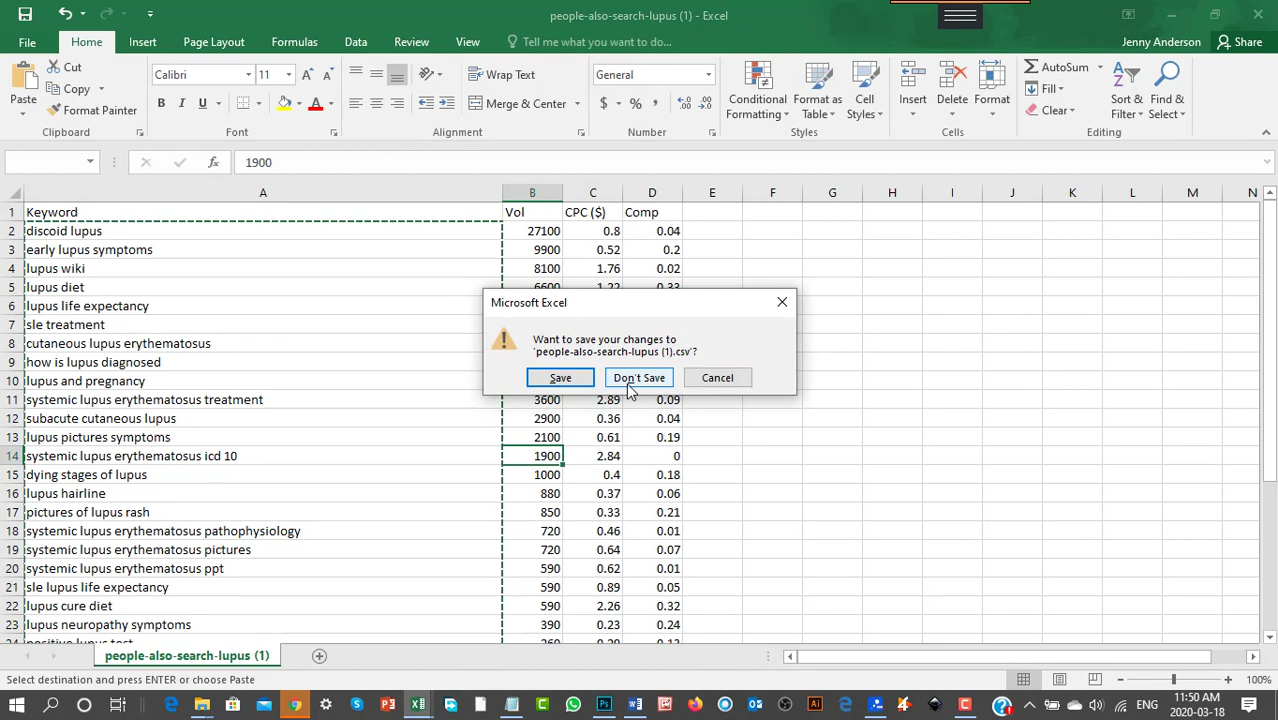 people-also-search-lupus (1) - Excel
File Home Insert Page Layout Formulas Data Review View Tell me what you want to do... Jenny Anderson Share
Paste Cut Copy Format Painter
Calibri 11 B I U A
Wrap Text
Merge & Center
General
$ % ,
Conditional Formatting Format as Table Cell Styles
Insert Delete Format
AutoSum Fill Clear
Sort & Filter Find & Select
Clipboard Font Alignment Number Styles Cells Editing
fx 1900
A B C D E F G H I J K L M N
1 Keyword Vol CPC ($) Comp
2 discoid lupus 27100 0.8 0.04
3 early lupus symptoms 9900 0.52 0.2
4 lupus wiki 8100 1.76 0.02
5 lupus diet 6600 1.22 0.33
6 lupus life expectancy
7 sle treatment
8 cutaneous lupus erythematosus
9 how is lupus diagnosed
10 lupus and pregnancy
11 systemic lupus erythematosus treatment 3600 2.89 0.09
12 subacute cutaneous lupus 2900 0.36 0.04
13 lupus pictures symptoms 2100 0.61 0.19
14 systemic lupus erythematosus icd 10 1900 2.84 0
15 dying stages of lupus 1000 0.4 0.18
16 lupus hairline 880 0.37 0.06
17 pictures of lupus rash 850 0.33 0.21
18 systemic lupus erythematosus pathophysiology 720 0.46 0.01
19 systemic lupus erythematosus pictures 720 0.64 0.07
20 systemic lupus erythematosus ppt 590 0.62 0.01
21 sle lupus life expectancy 590 0.89 0.05
22 lupus cure diet 590 2.26 0.32
23 lupus neuropathy symptoms 390 0.23 0.24
24 positive lupus test 260
Microsoft Excel
Want to save your changes to
'people-also-search-lupus (1).csv'?
Save Don't Save Cancel
people-also-search-lupus (1)
Select destination and press ENTER or choose Paste 100%
ENG 11:50 AM
2020-03-18